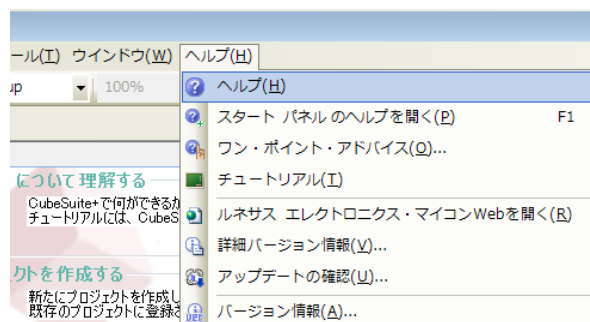 ール(T) ウインドウ(W) ヘルプ(H)
up 100%
ヘルプ(H)
スタート パネル のヘルプを開く(P) F1
ワン・ポイント・アドバイス(O)...
チュートリアル(T)
ルネサス エレクトロニクス・マイコンWebを開く(R)
詳細バージョン情報(V)...
アップデートの確認(U)...
バージョン情報(A)...
について理解する
CubeSuite+で何ができるか
チュートリアルには、CubeS
クトを作成する
新たにプロジェクトを作成し
既存のプロジェクトに登録さ